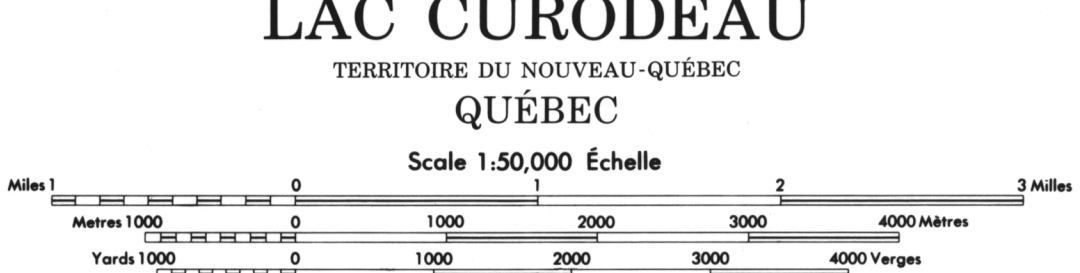 LAC CURODEAU
TERRITOIRE DU NOUVEAU-QUÉBEC
QUÉBEC
Scale 1:50,000 Échelle
Miles 1 0 1 2 3 Milles
Metres 1000 0 1000 2000 3000 4000 Mètres
Yards 1000 0 1000 2000 3000 4000 Verges